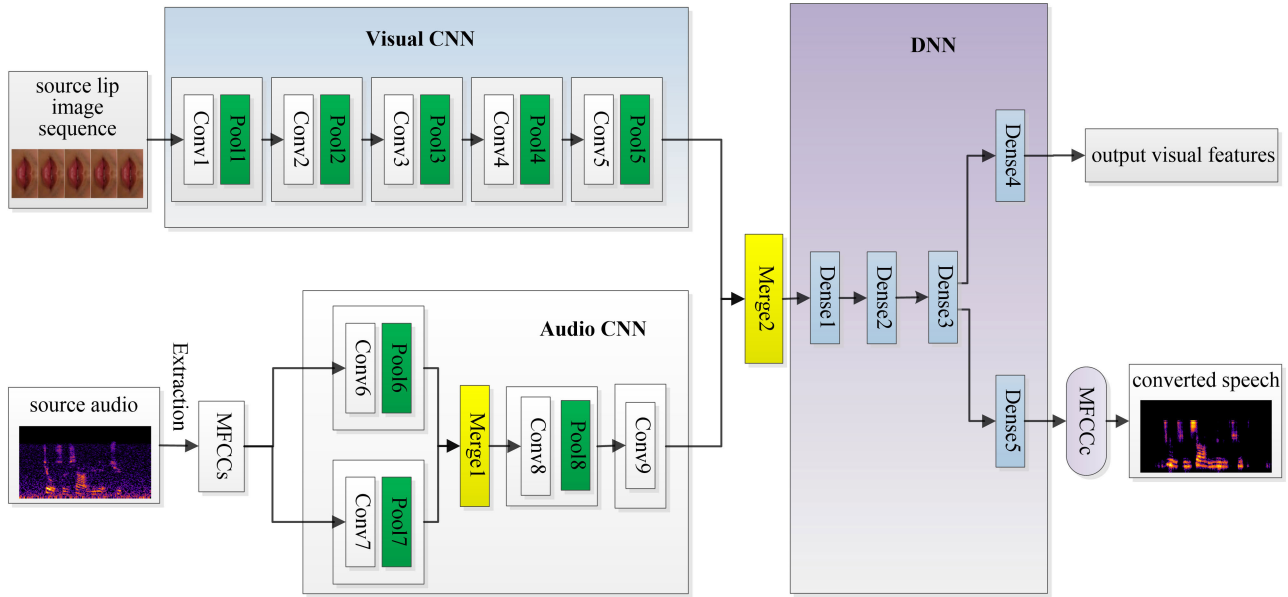 Visual CNN
source lip
image
sequence
Conv1
Pool1
Conv2
Pool2
Conv3
Pool3
Conv4
Pool4
Conv5
Pool5
Audio CNN
source audio
Extraction
MFCCs
Conv6
Pool6
Conv7
Pool7
Merge1
Conv8
Pool8
Conv9
Merge2
DNN
Dense1
Dense2
Dense3
Dense4
output visual features
Dense5
MFCCc
converted speech